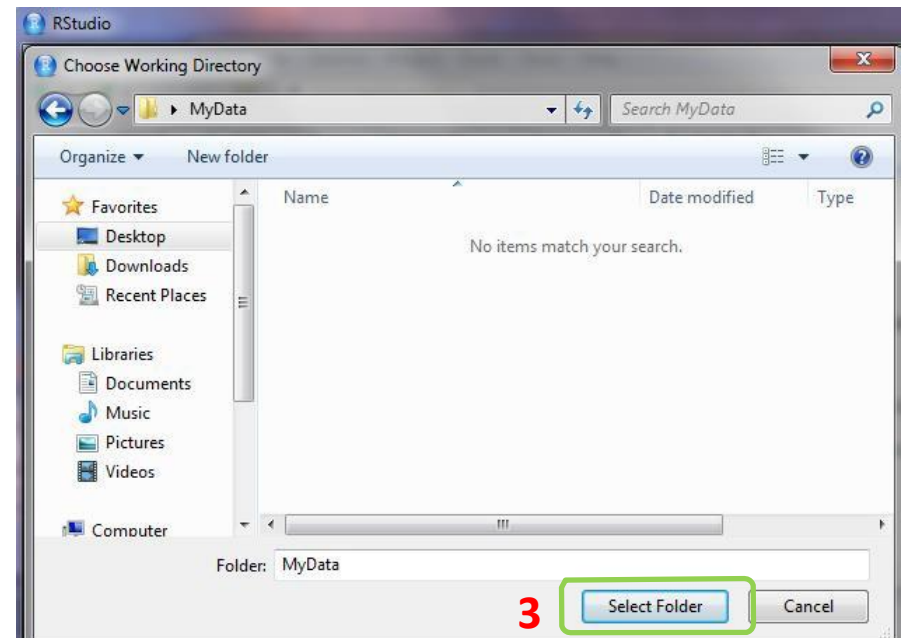 RStudio
Choose Working Directory
MyData
Search MyData
Organize
New folder
Name
Date modified
Type
No items match your search.
Favorites
Desktop
Downloads
Recent Places
Libraries
Documents
Music
Pictures
Videos
Computer
Folder: MyData
3 Select Folder Cancel